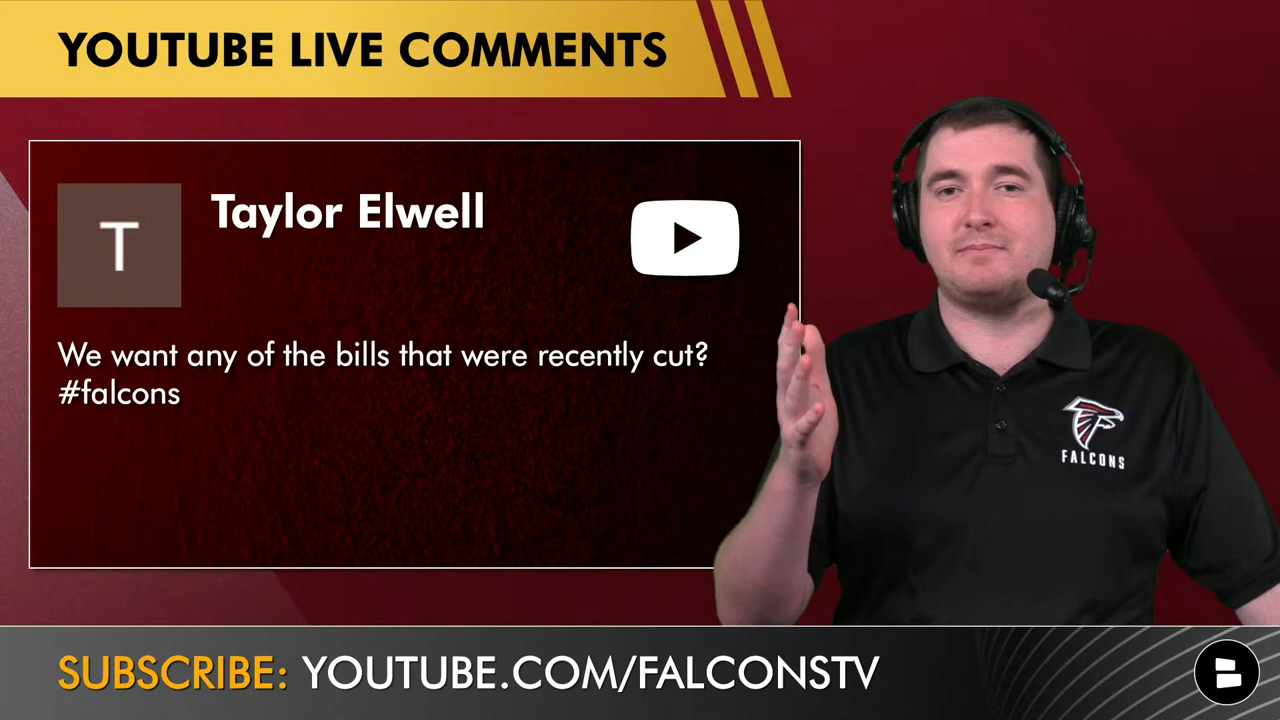 YOUTUBE LIVE COMMENTS
T
Taylor Elwell
We want any of the bills that were recently cut?
#falcons
FALCONS
SUBSCRIBE: YOUTUBE.COM/FALCONSTV